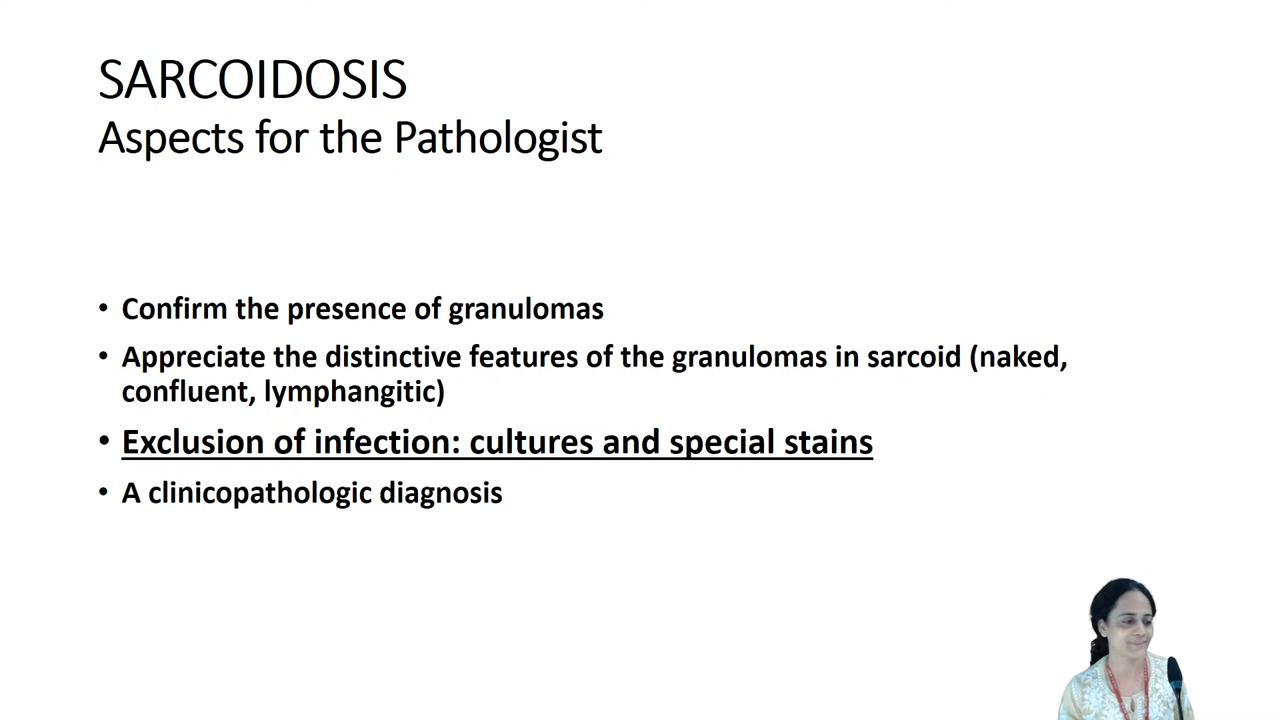 SARCOIDOSIS
Aspects for the Pathologist
• Confirm the presence of granulomas
• Appreciate the distinctive features of the granulomas in sarcoid (naked,
confluent, lymphangitic)
• Exclusion of infection: cultures and special stains
• A clinicopathologic diagnosis